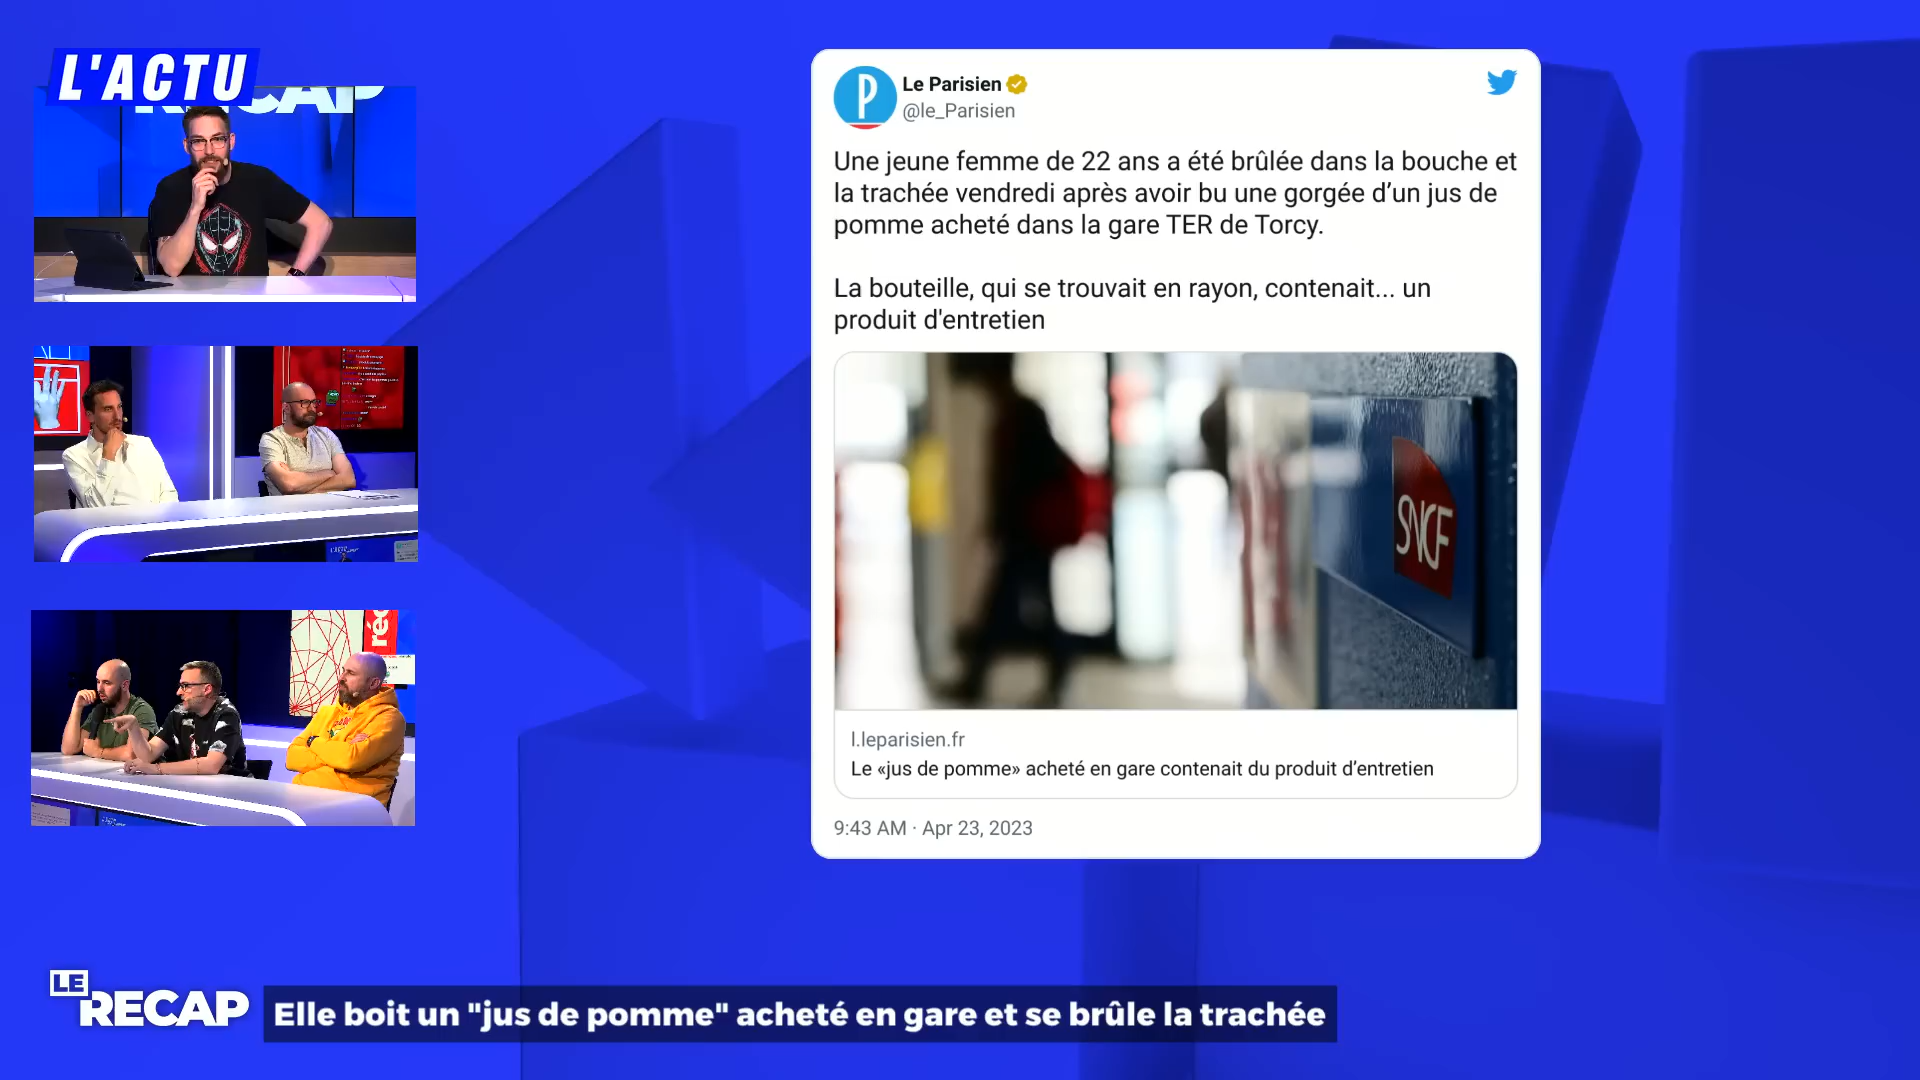 L'ACTU
RECAP
Le Parisien
@le_Parisien
Une jeune femme de 22 ans a été brûlée dans la bouche et
la trachée vendredi après avoir bu une gorgée d’un jus de
pomme acheté dans la gare TER de Torcy.
La bouteille, qui se trouvait en rayon, contenait... un
produit d'entretien
SNCF
l.leparisien.fr
Le «jus de pomme» acheté en gare contenait du produit d’entretien
9:43 AM · Apr 23, 2023
LE
RECAP
Elle boit un "jus de pomme" acheté en gare et se brûle la trachée